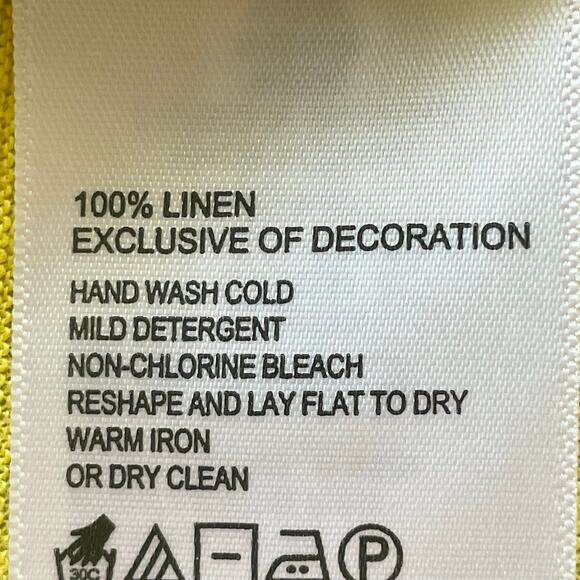 100% LINEN
EXCLUSIVE OF DECORATION
HAND WASH COLD
MILD DETERGENT
NON-CHLORINE BLEACH
RESHAPE AND LAY FLAT TO DRY
WARM IRON
OR DRY CLEAN
30C P